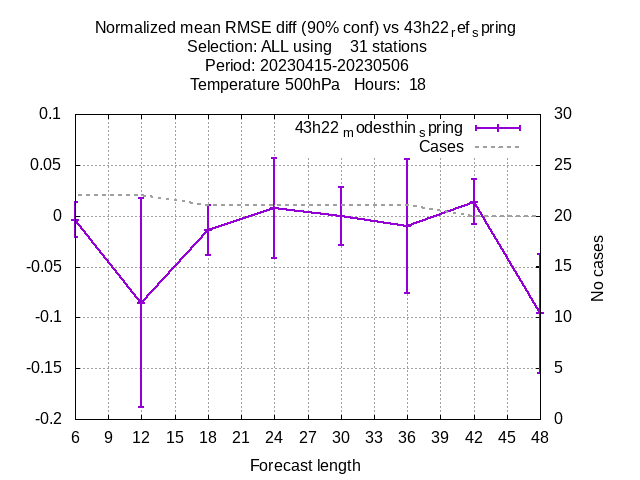 Normalized mean RMSE diff (90% conf) vs 43h22refspring
Selection: ALL using 31 stations
Period: 20230415-20230506
Temperature 500hPa Hours: 18
43h22modesthinspring
Cases
0.1
0.05
0
-0.05
-0.1
-0.15
-0.2
30
25
20
15
10
5
0
No cases
6 9 12 15 18 21 24 27 30 33 36 39 42 45 48
Forecast length